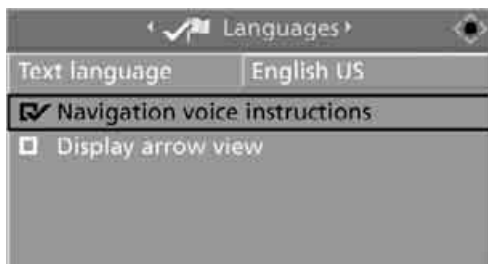 Languages
Text language English US
Navigation voice instructions
Display arrow view